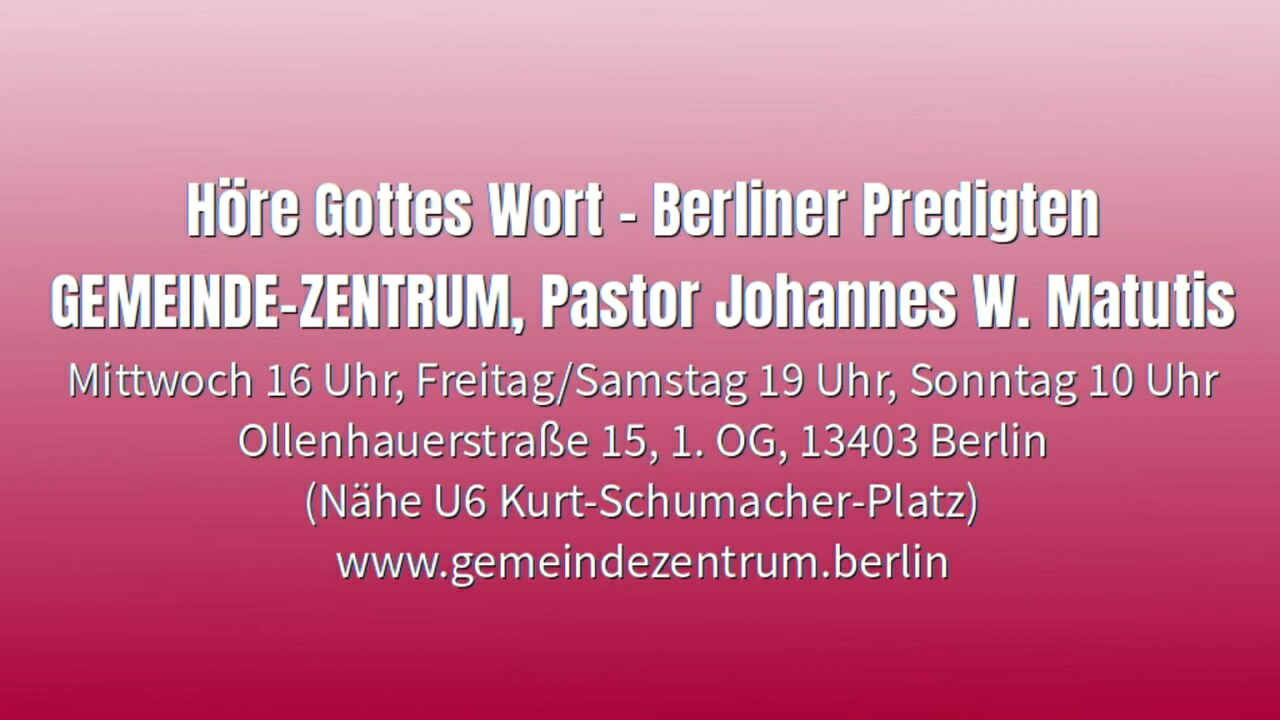 Höre Gottes Wort - Berliner Predigten
GEMEINDE-ZENTRUM, Pastor Johannes W. Matutis
Mittwoch 16 Uhr, Freitag/Samstag 19 Uhr, Sonntag 10 Uhr
Ollenhauerstraße 15, 1. OG, 13403 Berlin
(Nähe U6 Kurt-Schumacher-Platz)
www.gemeindezentrum.berlin